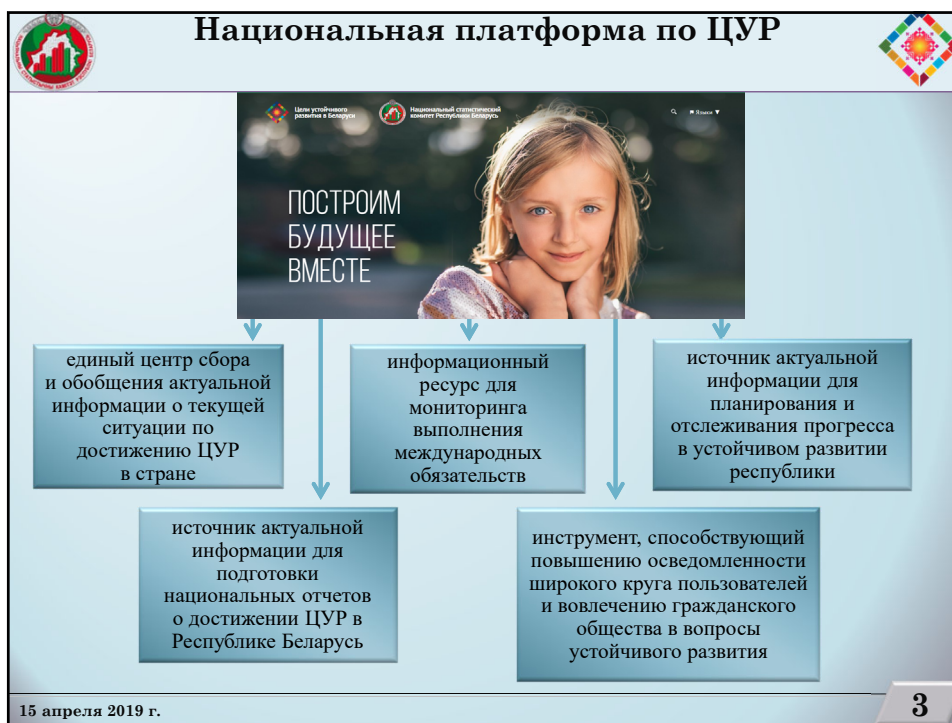 Национальная платформа по ЦУР
Цели устойчивого
развития в Беларуси
Национальный статистический
комитет Республики Беларусь
Языки ▼
ПОСТРОИМ
БУДУЩЕЕ
ВМЕСТЕ
единый центр сбора
и обобщения актуальной
информации о текущей
ситуации по
достижению ЦУР
в стране
информационный
ресурс для
мониторинга
выполнения
международных
обязательств
источник актуальной
информации для
планирования и
отслеживания прогресса
в устойчивом развитии
республики
источник актуальной
информации для
подготовки
национальных отчетов
о достижении ЦУР в
Республике Беларусь
инструмент, способствующий
повышению осведомленности
широкого круга пользователей
и вовлечению гражданского
общества в вопросы
устойчивого развития
15 апреля 2019 г.
3